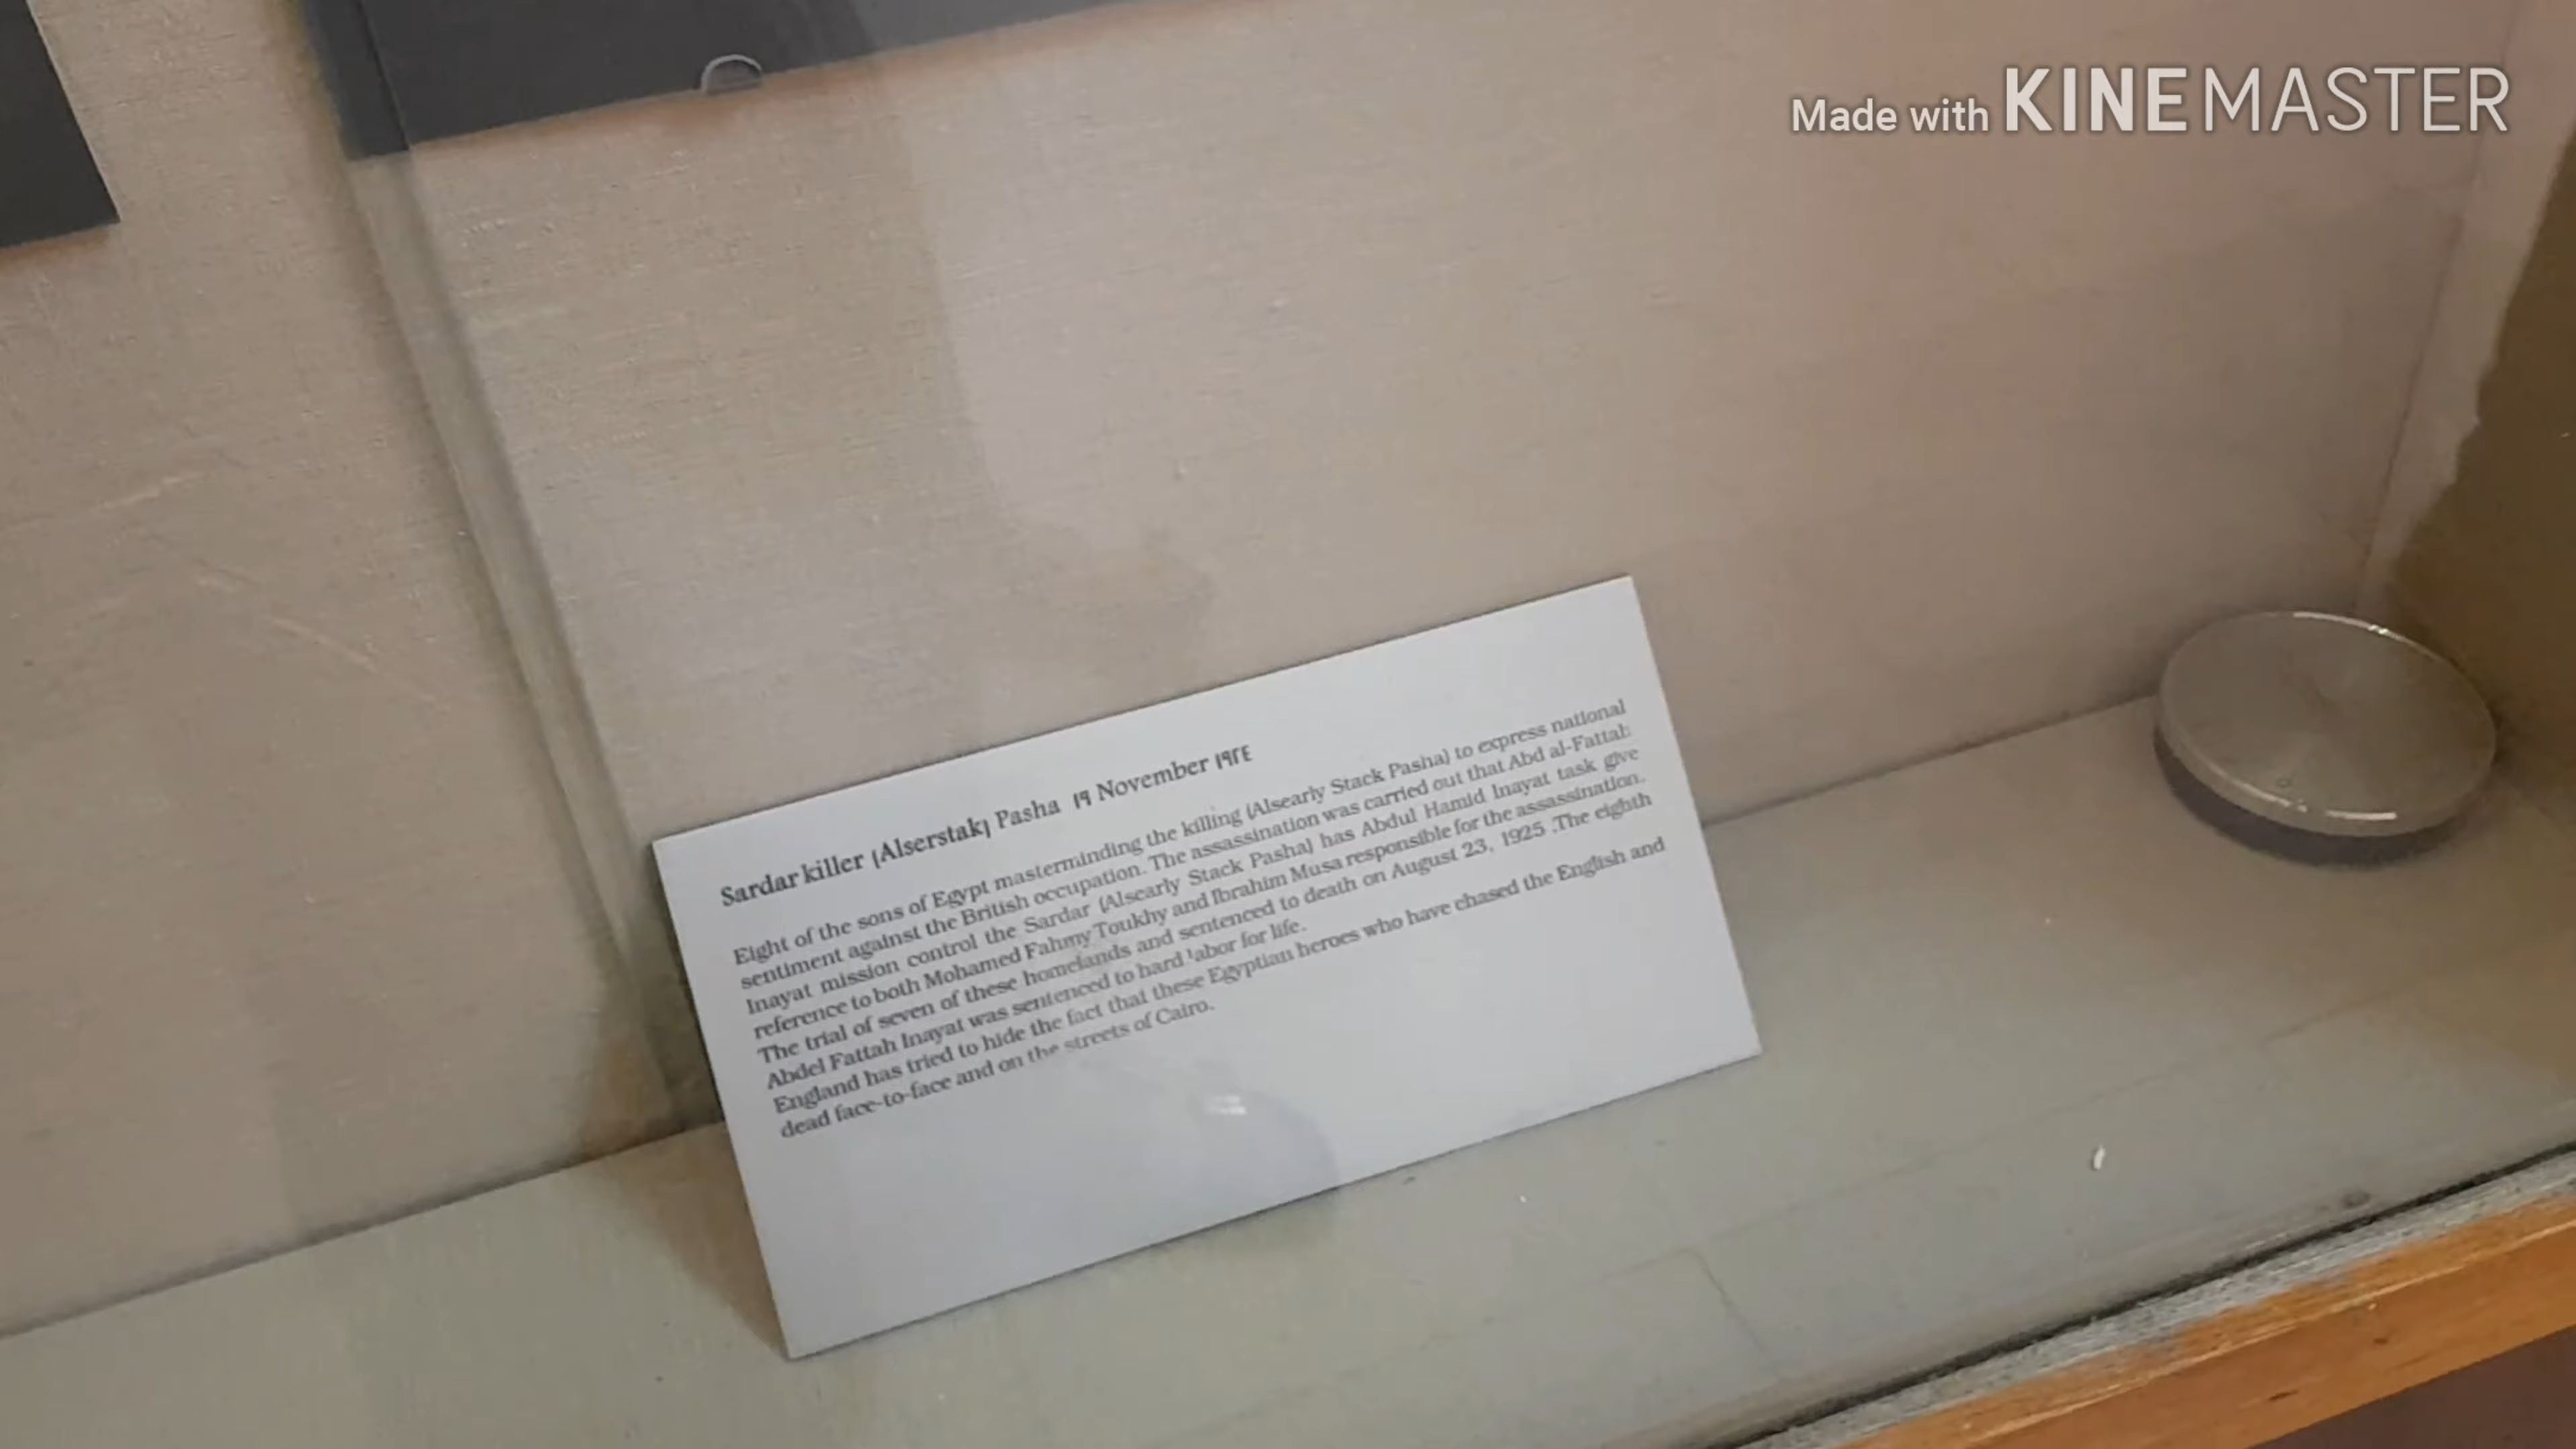 Made with KINEMASTER
Sardar killer (Alserstak) Pasha ١٩ November ١٩٢٤
Eight of the sons of Egypt masterminding the killing (Alsearly Stack Pasha) to express national
sentiment against the British occupation. The assassination was carried out that Abd al-Fattah
Inayat mission control the Sardar (Alsearly Stack Pasha) has Abdul Hamid Inayat task give
reference to both Mohamed Fahmy Toukhy and Ibrahim Musa responsible for the assassination.
The trial of seven of these homelands and sentenced to death on August 23, 1925 .The eighth
Abdel Fattah Inayat was sentenced to hard labor for life.
England has tried to hide the fact that these Egyptian heroes who have chased the English and
dead face-to-face and on the streets of Cairo.